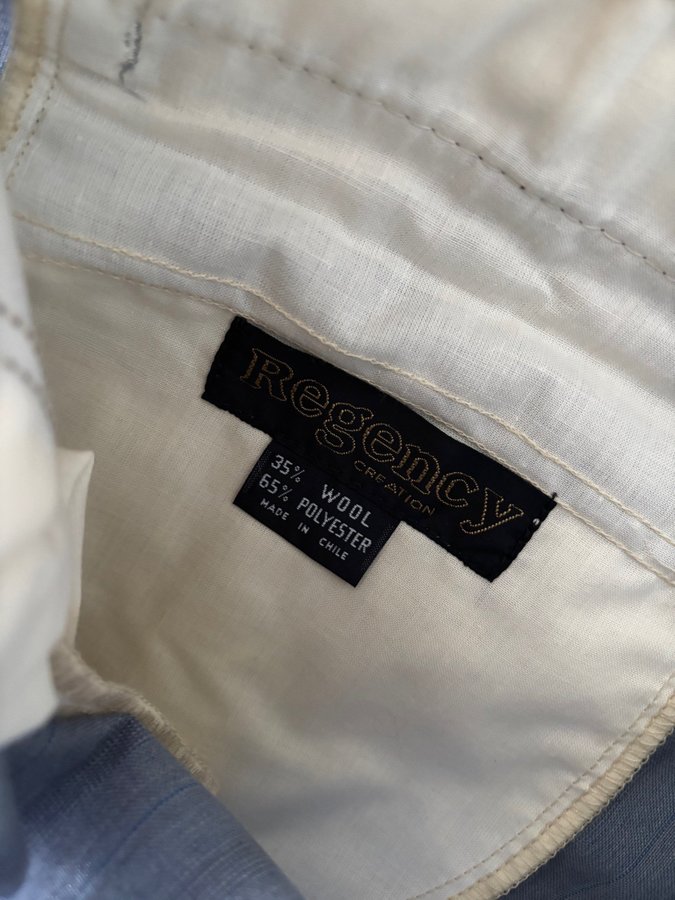 Regency
CREATION
35% WOOL
65% POLYESTER
MADE IN CHILE